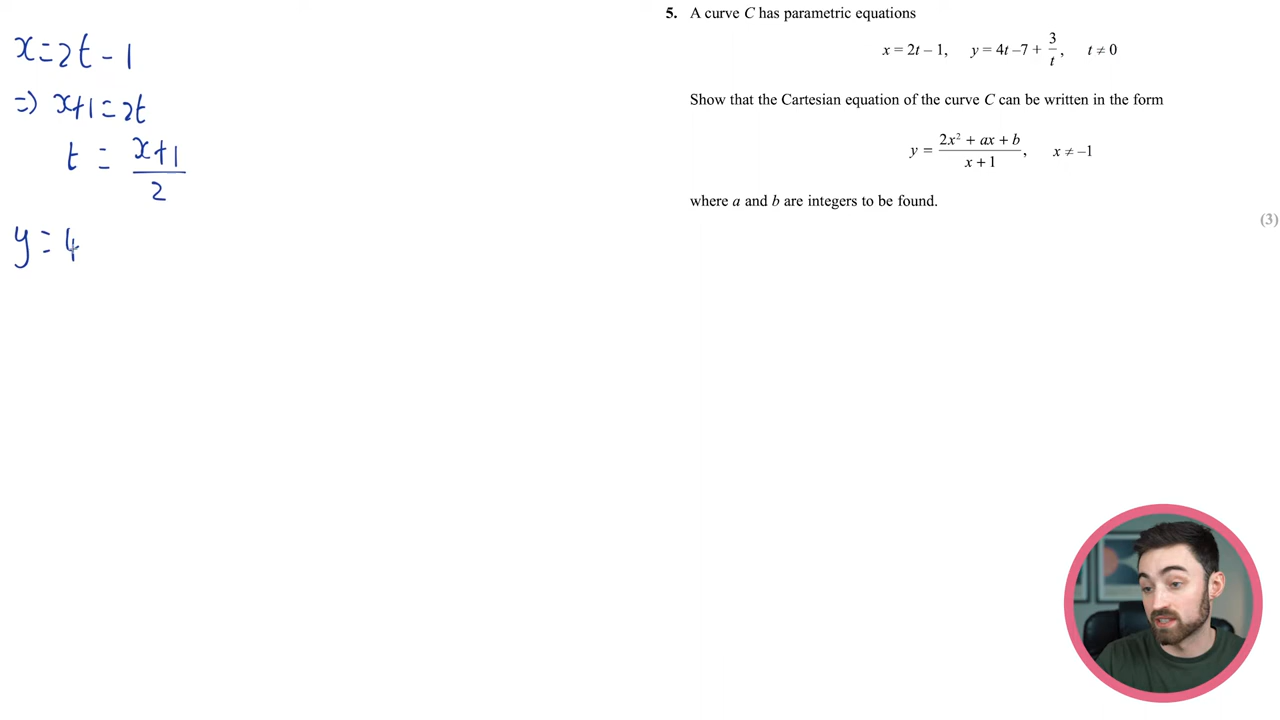 x=2t-1
=) x+1=2t
t = x+1
2
y=4
5. A curve C has parametric equations
x = 2t – 1, y = 4t –7 + 3/t, t ≠ 0
Show that the Cartesian equation of the curve C can be written in the form
y = (2x² + ax + b)/(x + 1), x ≠ –1
where a and b are integers to be found.
(3)